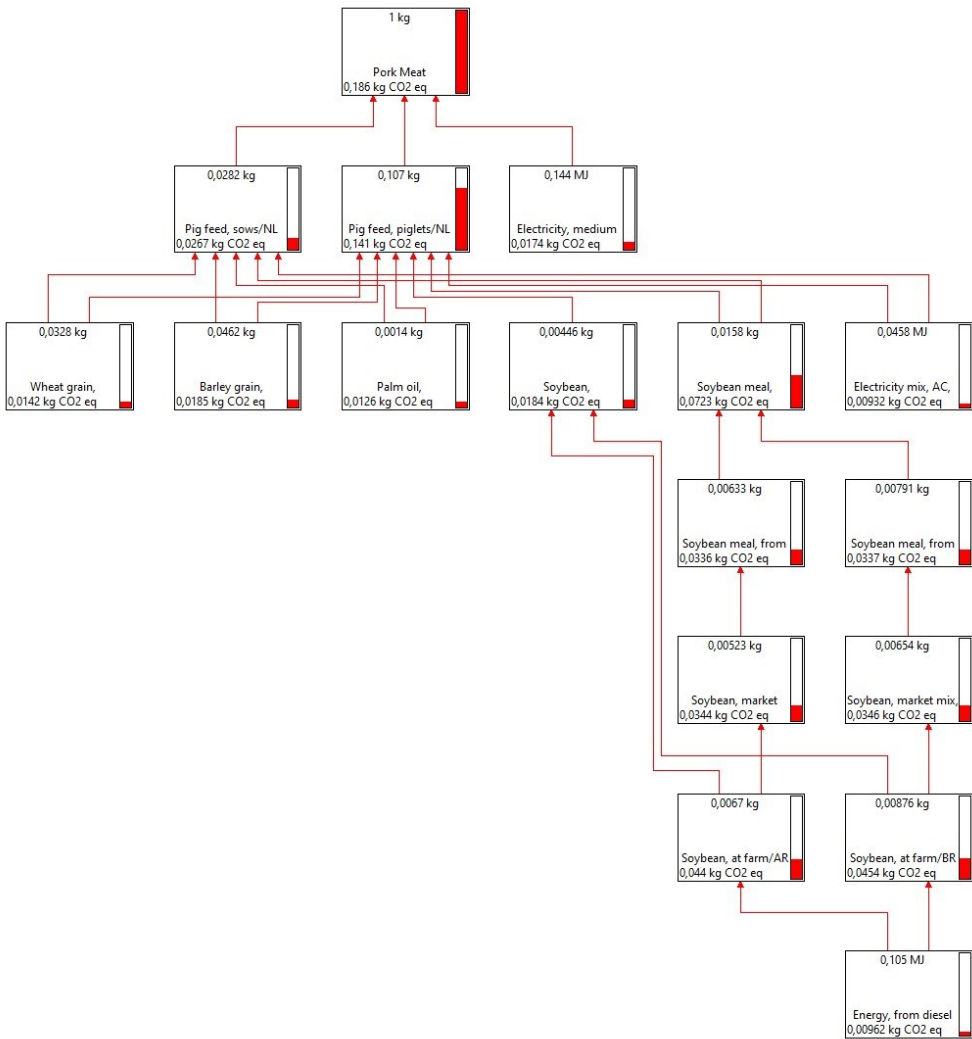 1 kg
Pork Meat
0,186 kg CO2 eq
0,0282 kg
Pig feed, sows/NL
0,0267 kg CO2 eq
0,107 kg
Pig feed, piglets/NL
0,141 kg CO2 eq
0,144 MJ
Electricity, medium
0,0174 kg CO2 eq
0,0328 kg
Wheat grain,
0,0142 kg CO2 eq
0,0462 kg
Barley grain,
0,0185 kg CO2 eq
0,0014 kg
Palm oil,
0,0126 kg CO2 eq
0,00446 kg
Soybean,
0,0184 kg CO2 eq
0,0158 kg
Soybean meal,
0,0723 kg CO2 eq
0,0458 MJ
Electricity mix, AC,
0,00932 kg CO2 eq
0,00633 kg
Soybean meal, from
0,0336 kg CO2 eq
0,00791 kg
Soybean meal, from
0,0337 kg CO2 eq
0,00523 kg
Soybean, market
0,0344 kg CO2 eq
0,00654 kg
Soybean, market mix,
0,0346 kg CO2 eq
0,0067 kg
Soybean, at farm/AR
0,044 kg CO2 eq
0,00876 kg
Soybean, at farm/BR
0,0454 kg CO2 eq
0,105 MJ
Energy, from diesel
0,00962 kg CO2 eq